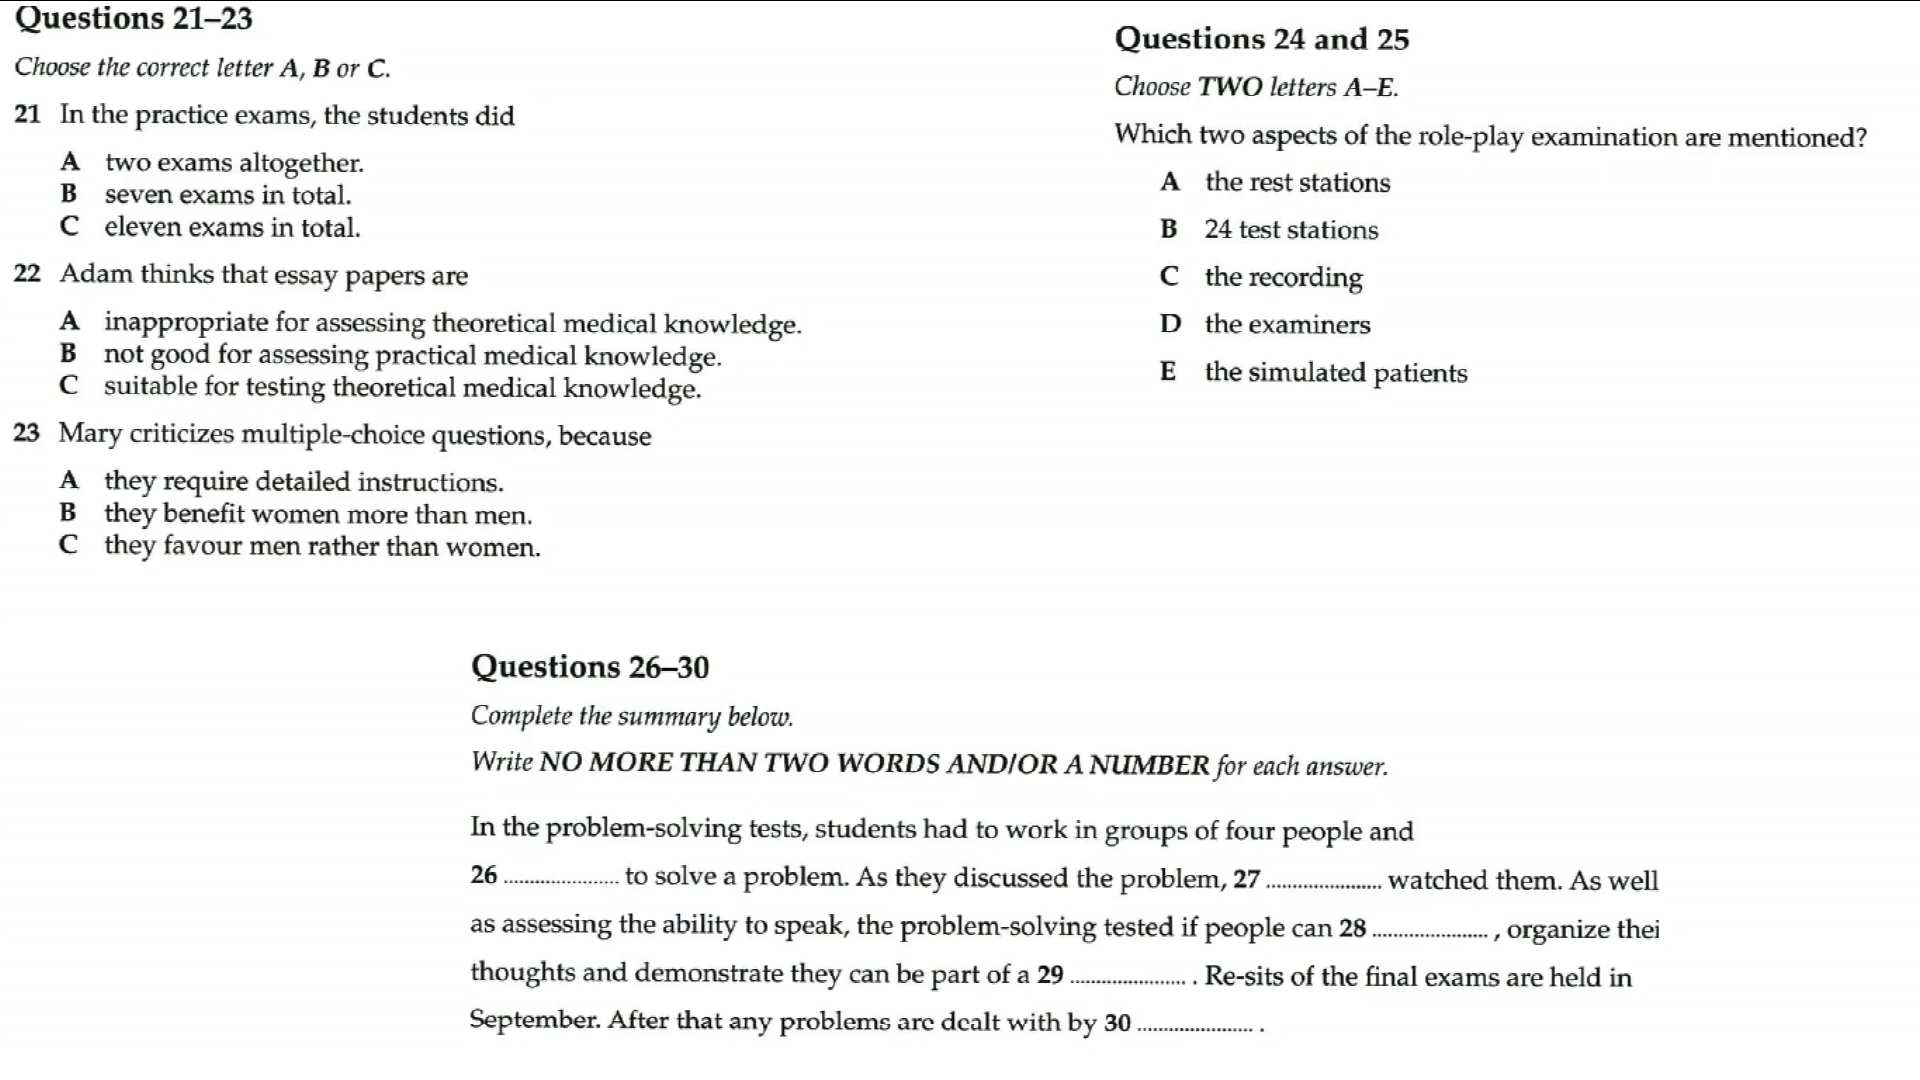 Questions 21–23
Choose the correct letter A, B or C.
21 In the practice exams, the students did
A two exams altogether.
B seven exams in total.
C eleven exams in total.
22 Adam thinks that essay papers are
A inappropriate for assessing theoretical medical knowledge.
B not good for assessing practical medical knowledge.
C suitable for testing theoretical medical knowledge.
23 Mary criticizes multiple-choice questions, because
A they require detailed instructions.
B they benefit women more than men.
C they favour men rather than women.
Questions 24 and 25
Choose TWO letters A–E.
Which two aspects of the role-play examination are mentioned?
A the rest stations
B 24 test stations
C the recording
D the examiners
E the simulated patients
Questions 26–30
Complete the summary below.
Write NO MORE THAN TWO WORDS AND/OR A NUMBER for each answer.
In the problem-solving tests, students had to work in groups of four people and
26 ..................... to solve a problem. As they discussed the problem, 27 ..................... watched them. As well
as assessing the ability to speak, the problem-solving tested if people can 28 ..................... , organize thei
thoughts and demonstrate they can be part of a 29 ..................... . Re-sits of the final exams are held in
September. After that any problems are dealt with by 30 ..................... .